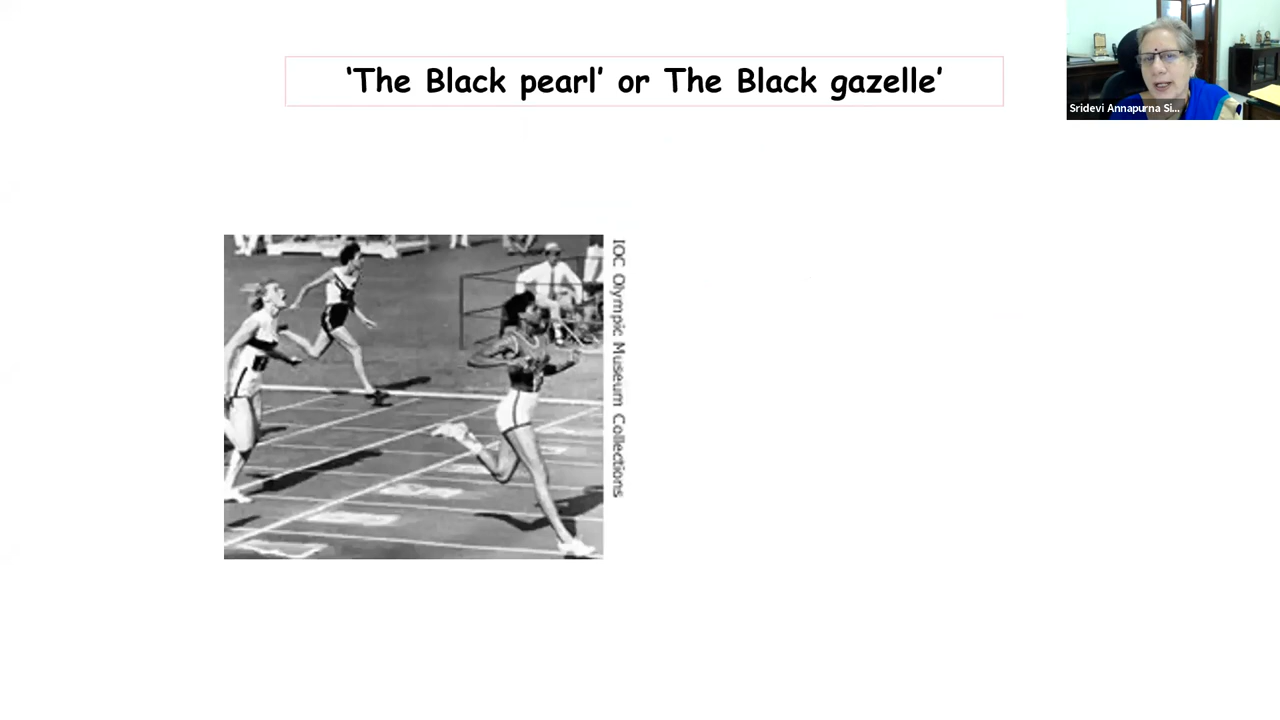 ‘The Black pearl’ or The Black gazelle’
Sridevi Annapurna Si...
IOC Olympic Museum Collections